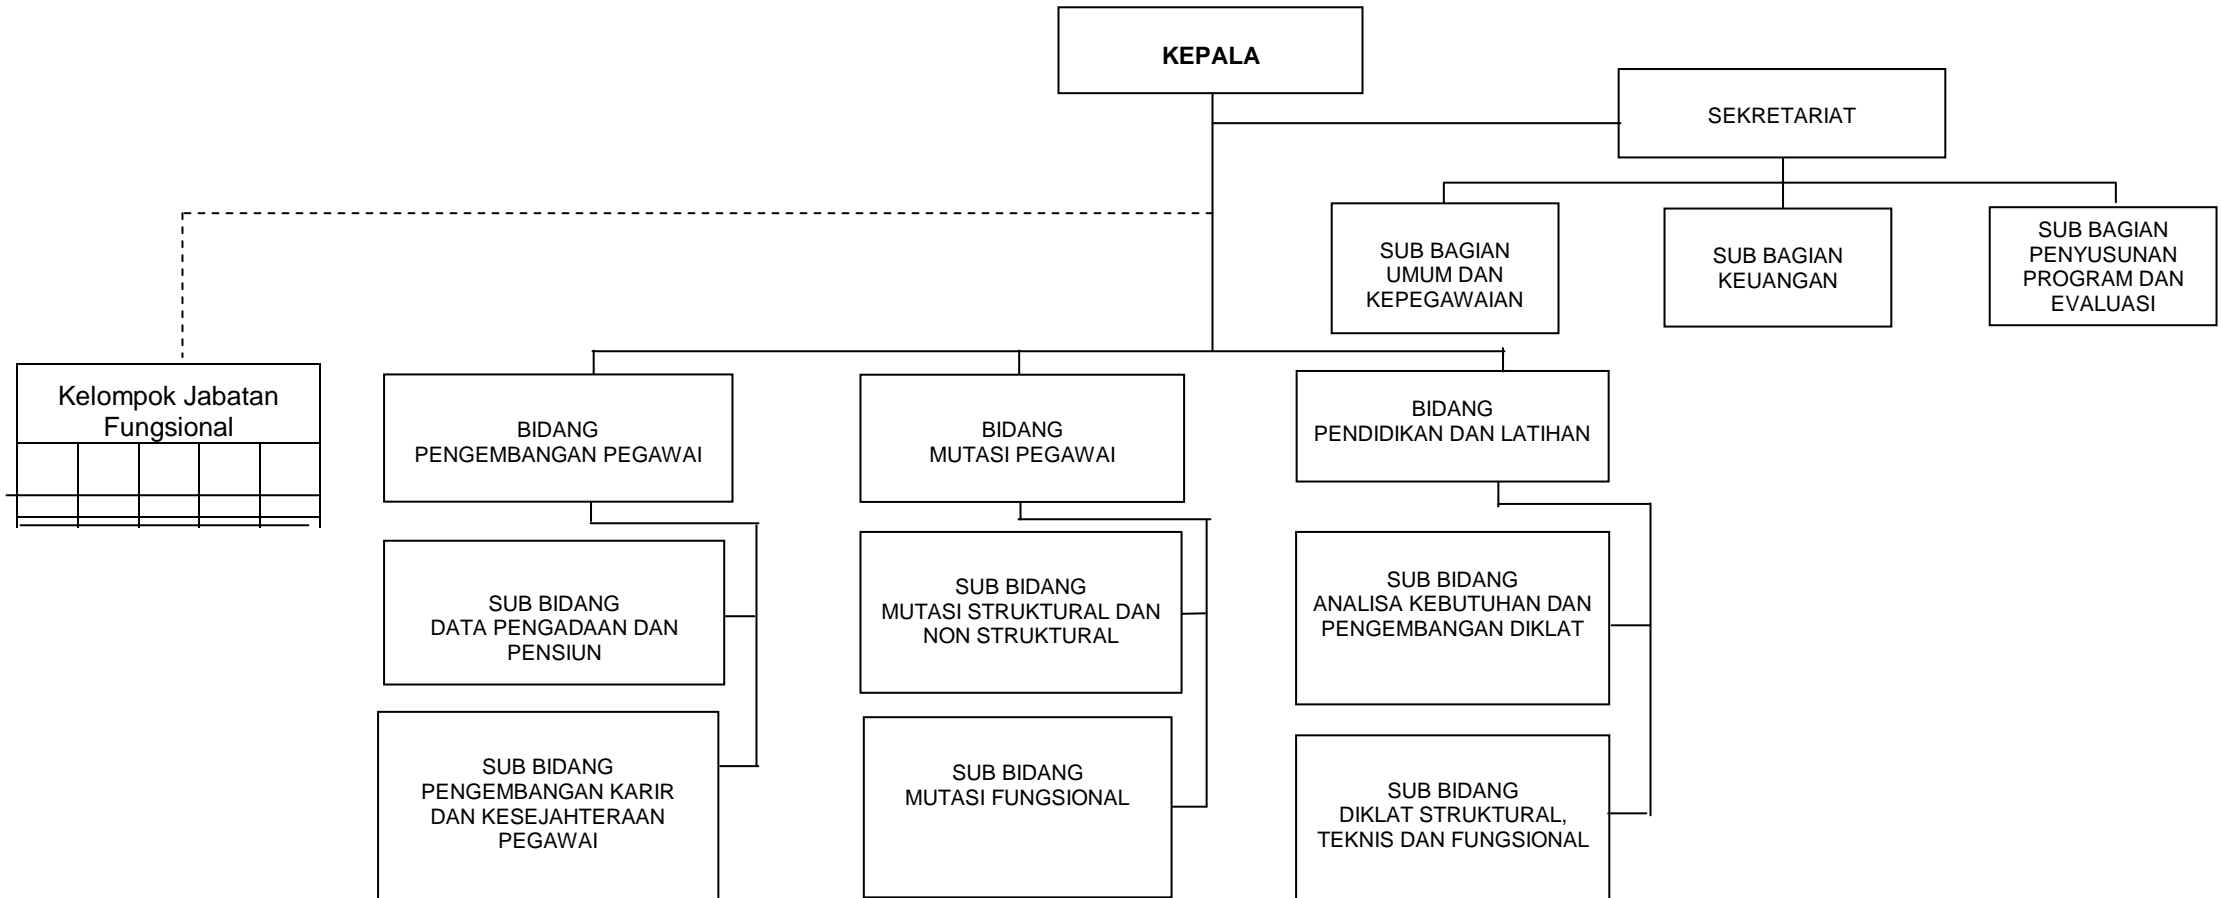 KEPALA
SEKRETARIAT
SUB BAGIAN
UMUM DAN
KEPEGAWAIAN
SUB BAGIAN
KEUANGAN
SUB BAGIAN
PENYUSUNAN
PROGRAM DAN
EVALUASI
Kelompok Jabatan
Fungsional
BIDANG
PENGEMBANGAN PEGAWAI
BIDANG
MUTASI PEGAWAI
BIDANG
PENDIDIKAN DAN LATIHAN
SUB BIDANG
DATA PENGADAAN DAN
PENSIUN
SUB BIDANG
MUTASI STRUKTURAL DAN
NON STRUKTURAL
SUB BIDANG
ANALISA KEBUTUHAN DAN
PENGEMBANGAN DIKLAT
SUB BIDANG
PENGEMBANGAN KARIR
DAN KESEJAHTERAAN
PEGAWAI
SUB BIDANG
MUTASI FUNGSIONAL
SUB BIDANG
DIKLAT STRUKTURAL,
TEKNIS DAN FUNGSIONAL